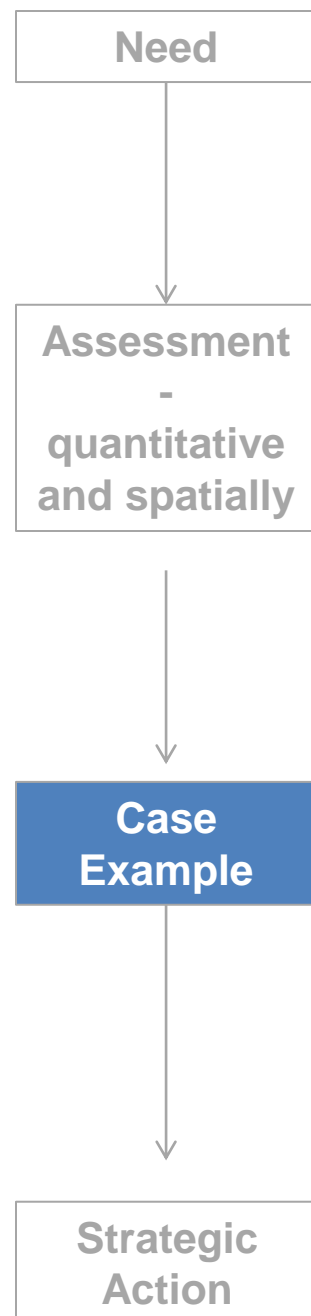 Need
Assessment
-
quantitative
and spatially
Case
Example
Strategic
Action